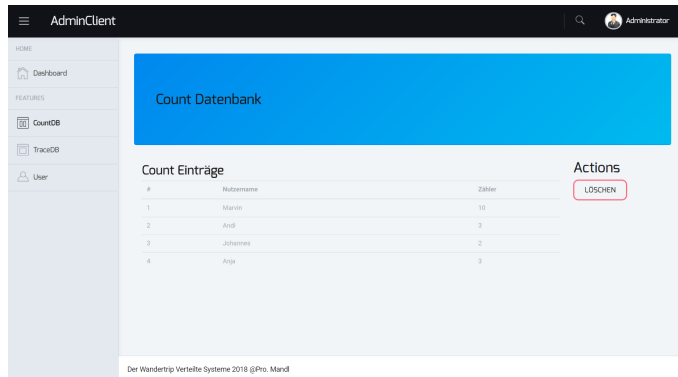 AdminClient
Administrator
HOME
Dashboard
FEATURES
CountDB
TraceDB
User
Count Datenbank
Count Einträge
# Nutzername Zähler
1 Marvin 10
2 Andi 3
3 Johannes 2
4 Anja 3
Actions
LÖSCHEN
Der Wandertrip Verteilte Systeme 2018 @Pro. Mandl